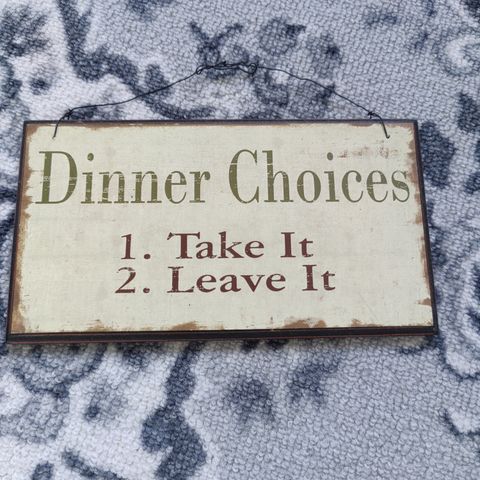 Dinner Choices
1. Take It
2. Leave It